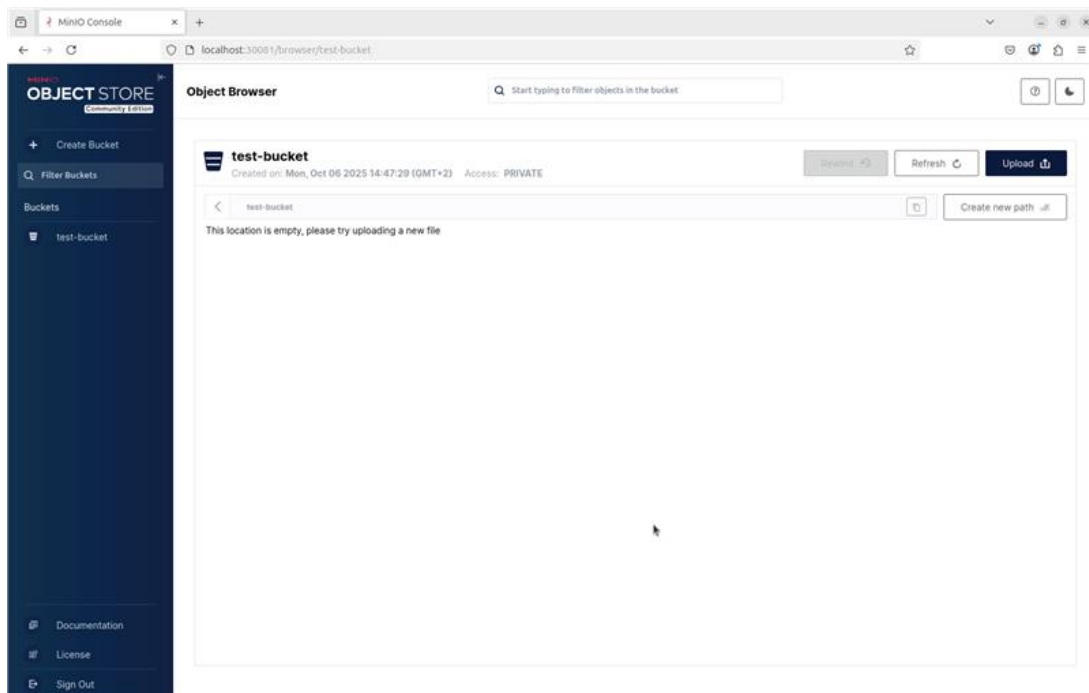 MinIO Console
localhost:30081/browser/test-bucket
MINIO
OBJECT STORE
Community Edition
Create Bucket
Filter Buckets
Buckets
test-bucket
Documentation
License
Sign Out
Object Browser
Start typing to filter objects in the bucket
test-bucket
Created on: Mon, Oct 06 2025 14:47:29 (GMT+2) Access: PRIVATE
Rewind
Refresh
Upload
test-bucket
Create new path
This location is empty, please try uploading a new file